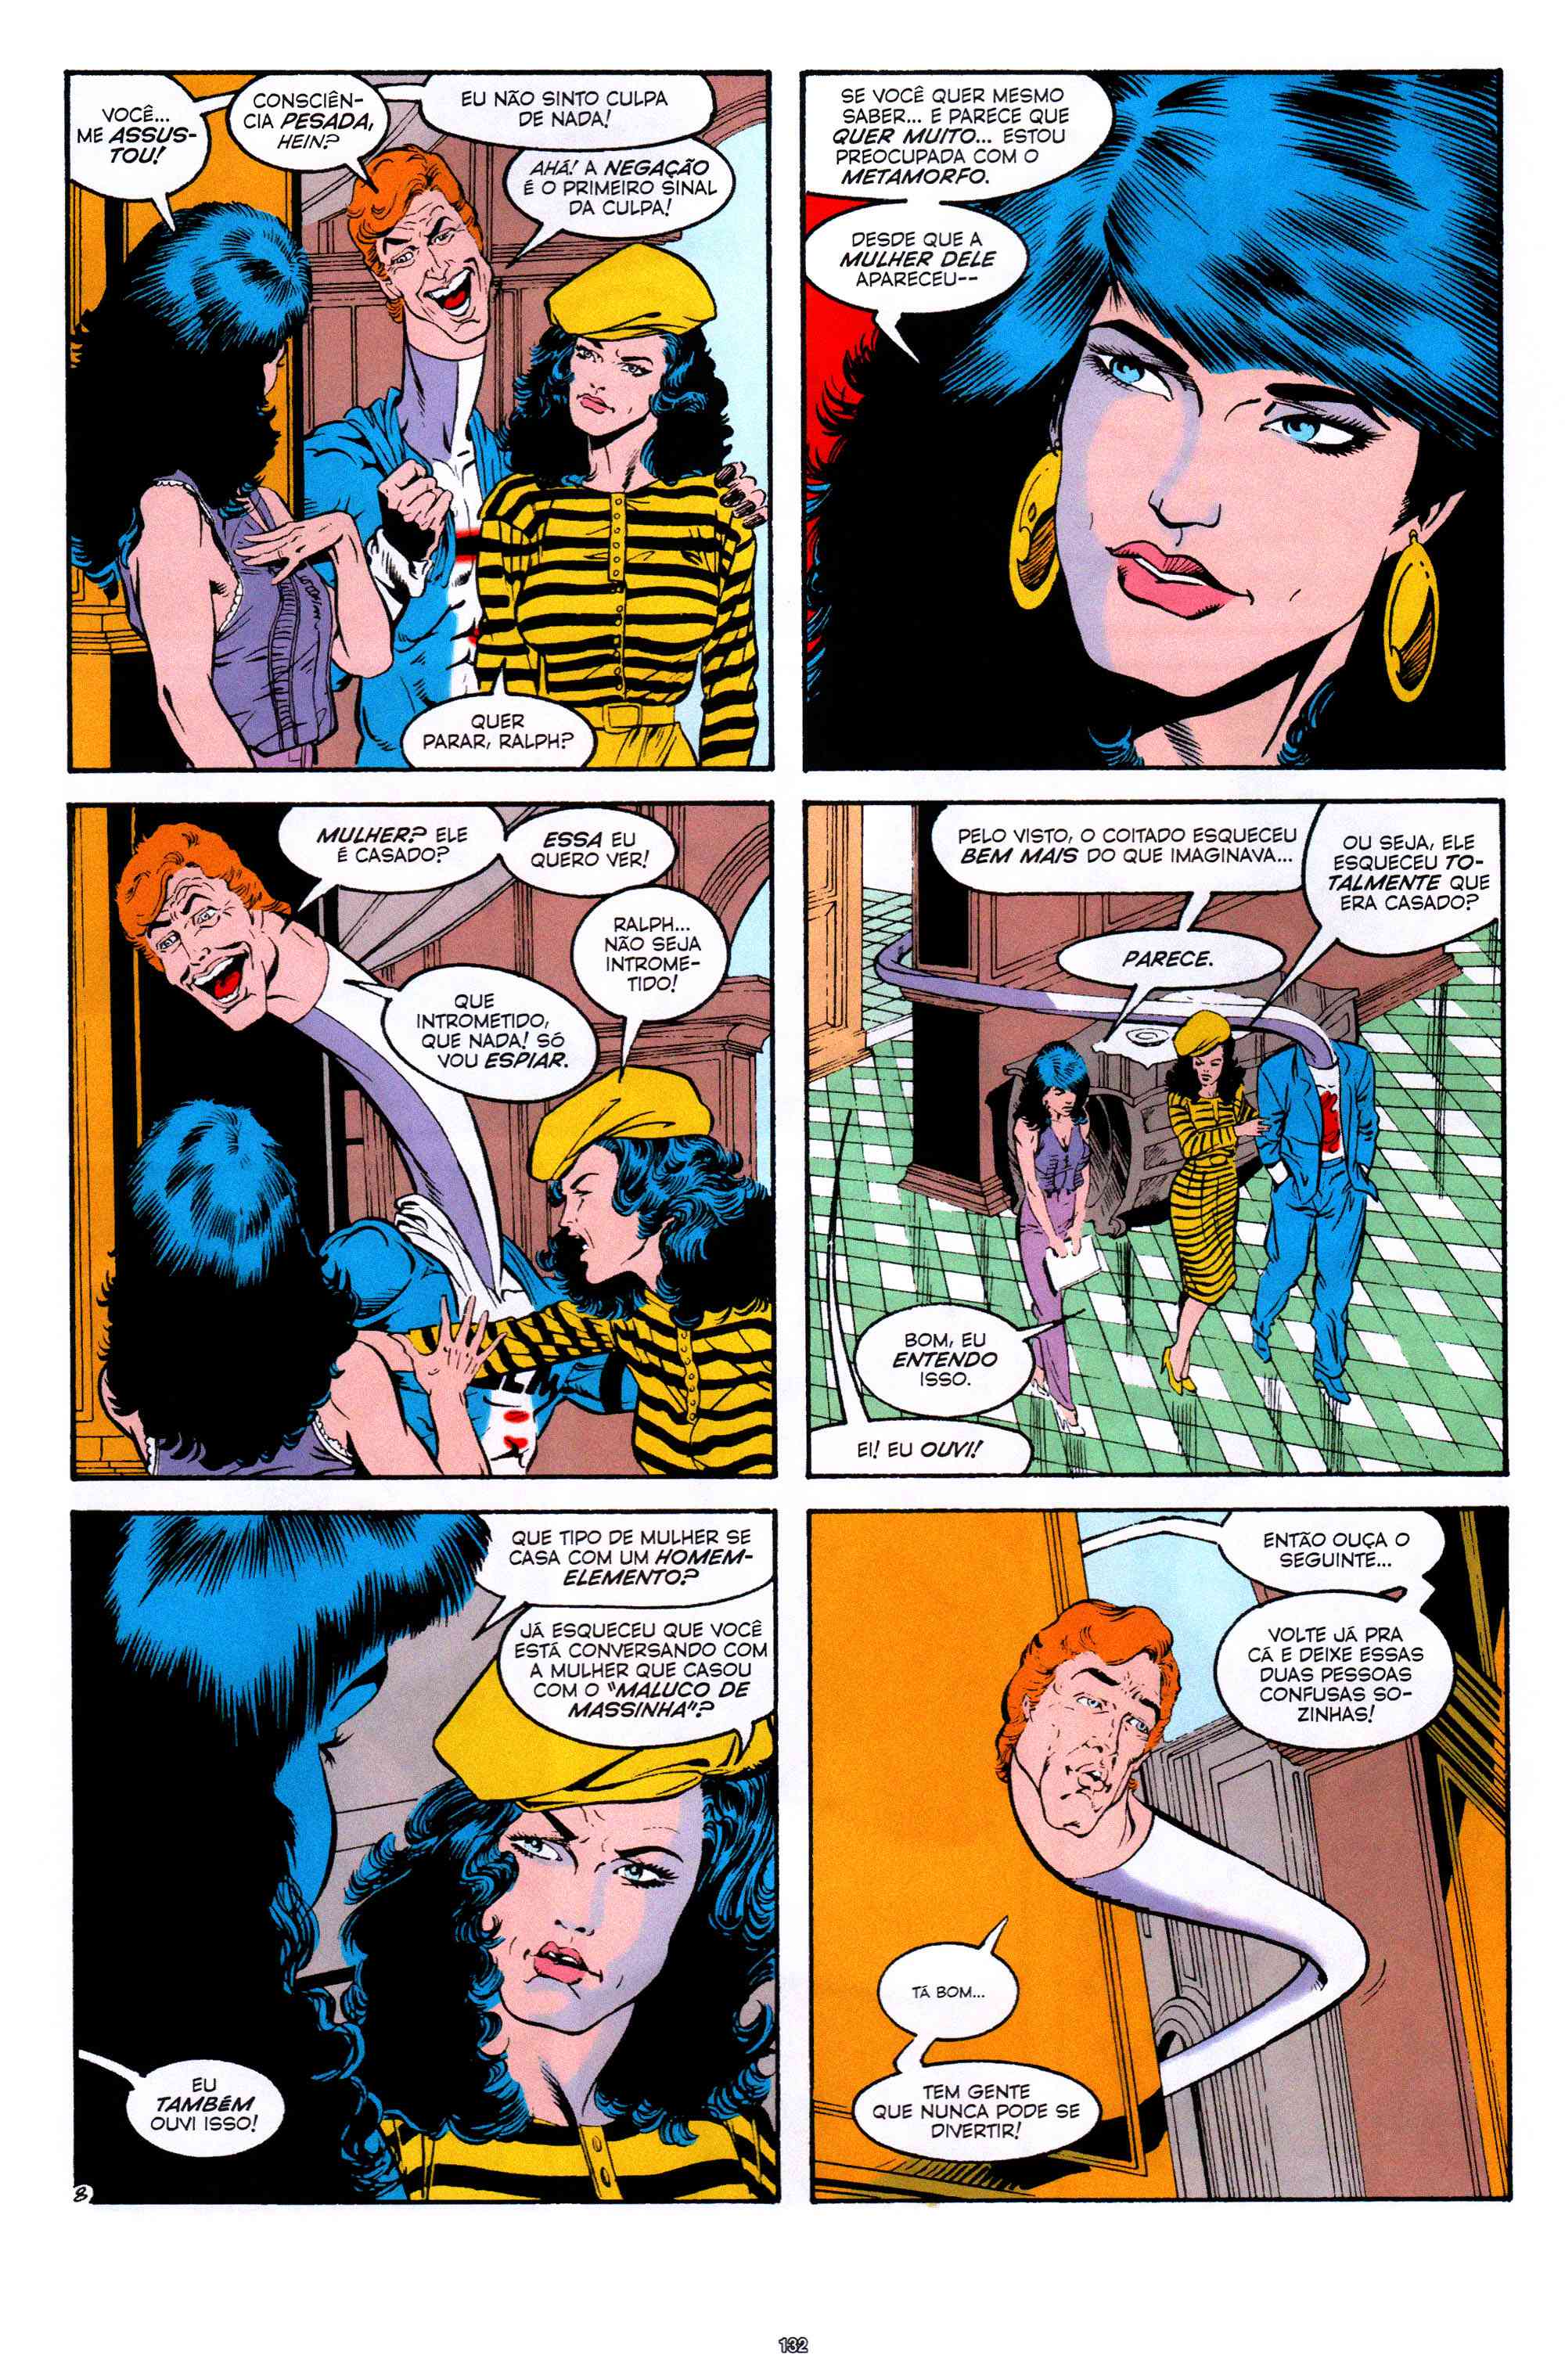 VOCÊ...
ME ASSUS-
TOU!
CONSCIÊN-
CIA PESADA,
HEIN?
EU NÃO SINTO CULPA
DE NADA!
AHÁ! A NEGAÇÃO
É O PRIMEIRO SINAL
DA CULPA!
QUER
PARAR, RALPH?
SE VOCÊ QUER MESMO
SABER... E PARECE QUE
QUER MUITO... ESTOU
PREOCUPADA COM O
METAMORFO.
DESDE QUE A
MULHER DELE
APARECEU--
MULHER? ELE
É CASADO?
ESSA EU
QUERO VER!
RALPH...
NÃO SEJA
INTROME-
TIDO!
QUE
INTROMETIDO,
QUE NADA! SÓ
VOU ESPIAR.
PELO VISTO, O COITADO ESQUECEU
BEM MAIS DO QUE IMAGINAVA...
OU SEJA, ELE
ESQUECEU TO-
TALMENTE QUE
ERA CASADO?
PARECE.
BOM, EU
ENTENDO
ISSO.
EI! EU OUVI!
QUE TIPO DE MULHER SE
CASA COM UM HOMEM-
ELEMENTO?
JÁ ESQUECEU QUE VOCÊ
ESTÁ CONVERSANDO COM
A MULHER QUE CASOU
COM O "MALUCO DE
MASSINHA"?
EU
TAMBÉM
OUVI ISSO!
8
ENTÃO OUÇA O
SEGUINTE...
VOLTE JÁ PRA
CÁ E DEIXE ESSAS
DUAS PESSOAS
CONFUSAS SO-
ZINHAS!
TÁ BOM...
TEM GENTE
QUE NUNCA PODE SE
DIVERTIR!
132